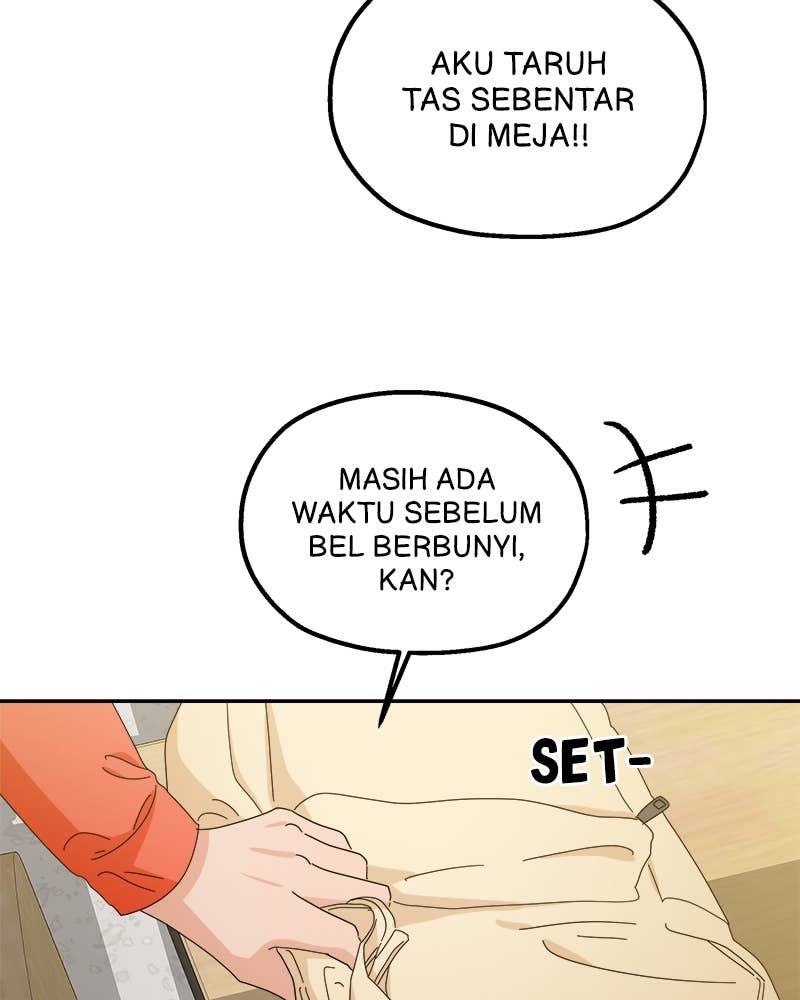 AKU TARUH
TAS SEBENTAR
DI MEJA!!
MASIH ADA
WAKTU SEBELUM
BEL BERBUNYI,
KAN?
SET-